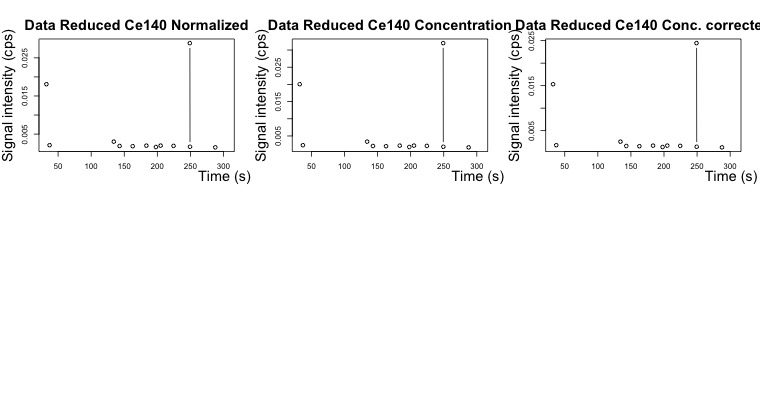 Data Reduced Ce140 Normalized
Signal intensity (cps)
0.005 0.015 0.025
50 100 150 200 250 300
Time (s)
Data Reduced Ce140 Concentration
Signal intensity (cps)
0.005 0.015 0.025
50 100 150 200 250 300
Time (s)
Data Reduced Ce140 Conc. correcte
Signal intensity (cps)
0.005 0.015 0.025
50 100 150 200 250 300
Time (s)